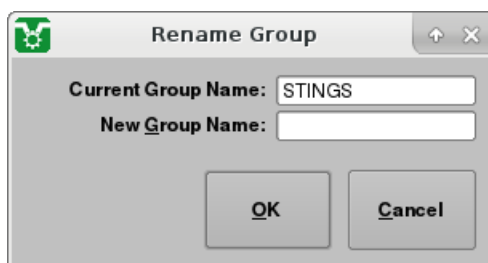 Rename Group
Current Group Name: STINGS
New Group Name:
OK
Cancel